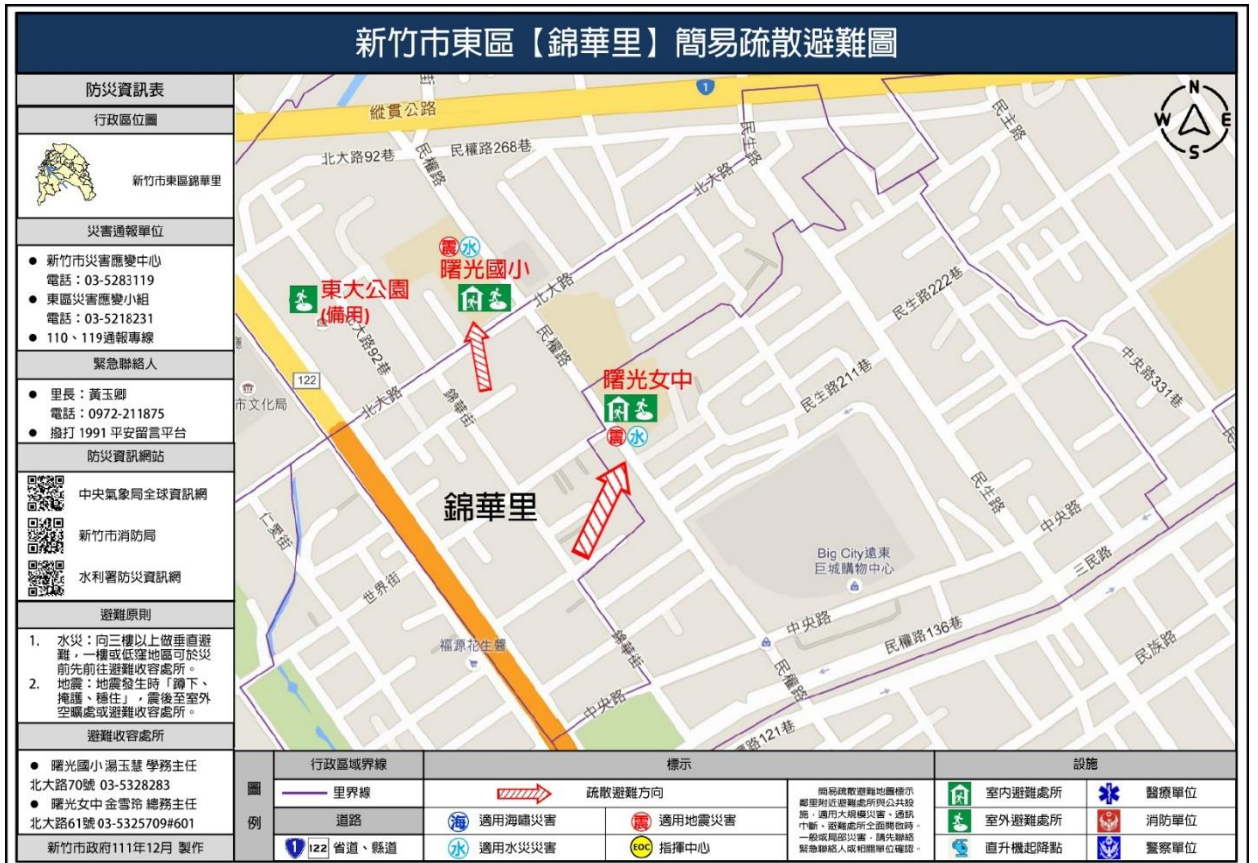 新竹市東區【錦華里】簡易疏散避難圖
防災資訊表
行政區位圖
新竹市東區錦華里
災害通報單位
● 新竹市災害應變中心
電話：03-5283119
● 東區災害應變小組
電話：03-5218231
● 110、119通報專線
緊急聯絡人
● 里長：黃玉卿
電話：0972-211875
● 撥打 1991 平安留言平台
防災資訊網站
中央氣象局全球資訊網
新竹市消防局
水利署防災資訊網
避難原則
1. 水災：向三樓以上做垂直避
難，一樓或低窪地區可於災
前先前往避難收容處所。
2. 地震：地震發生時「蹲下、
掩護、穩住」，震後至室外
空曠處或避難收容處所。
避難收容處所
● 曙光國小 湯玉慧 學務主任
北大路70號 03-5328283
● 曙光女中 金雪玲 總務主任
北大路61號 03-5325709#601
新竹市政府111年12月 製作
1
縱貫公路
街
民權路
北大路92巷
民權路268巷
民生路
北大路
民主路
N
W
E
S
震
水
曙光國小
東大公園
(備用)
北大路92巷
122
市文化局
北大路
北大路
錦華街
民權路
曙光女中
震
水
民生路222巷
民生路211巷
中央路331巷
錦華里
仁愛街
世界街
福源花生醬
錦華街
中央路
Big City遠東
巨城購物中心
民生路
中央路
三民路
中央路
民權路136巷
民權路
民族路
路121巷
圖
例
行政區域界線
里界線
道路
1 122 省道、縣道
標示
疏散避難方向
海 適用海嘯災害
震 適用地震災害
水 適用水災災害
EOC 指揮中心
簡易疏散避難地圖標示
鄰里附近避難處所與公共設
施，適用大規模災害、通訊
中斷、避難處所全面開啟時。
一般或局部災害，請先聯絡
緊急聯絡人或相關單位確認。
設施
室內避難處所
醫療單位
室外避難處所
消防單位
直升機起降點
警察單位